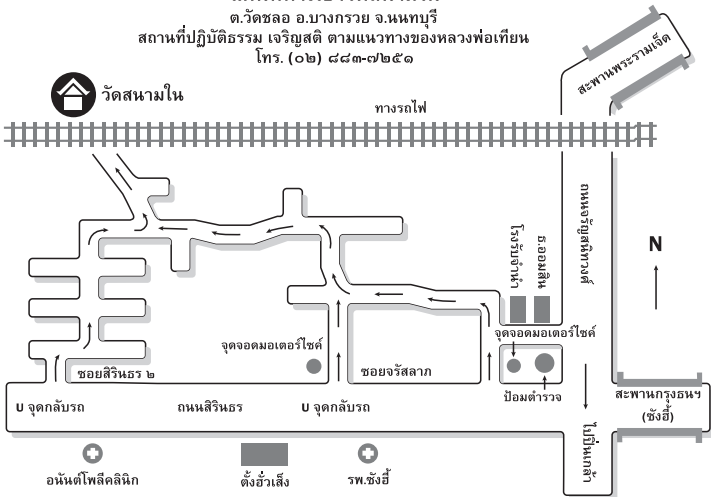 ต.วัดชลอ อ.บางกรวย จ.นนทบุรี
สถานที่ปฏิบัติธรรม เจริญสติ ตามแนวทางของหลวงพ่อเทียน
โทร. (๐๒) ๘๘๓-๗๒๕๑
สะพานพระรามเจ็ด
วัดสนามใน
ทางรถไฟ
ถนนจรัญสนิทวงศ์
N
โรงรับจำนำ
ธ.ออมสิน
จุดจอดมอเตอร์ไซค์
จุดจอดมอเตอร์ไซค์
ซอยสิรินธร ๒
ซอยจรัสลาภ
ป้อมตำรวจ
สะพานกรุงธนฯ
(ซังฮี้)
U จุดกลับรถ
ถนนสิรินธร
U จุดกลับรถ
ไปปิ่นเกล้า
อนันต์โพลีคลินิก
ตั้งฮั่วเส็ง
รพ.ซังฮี้